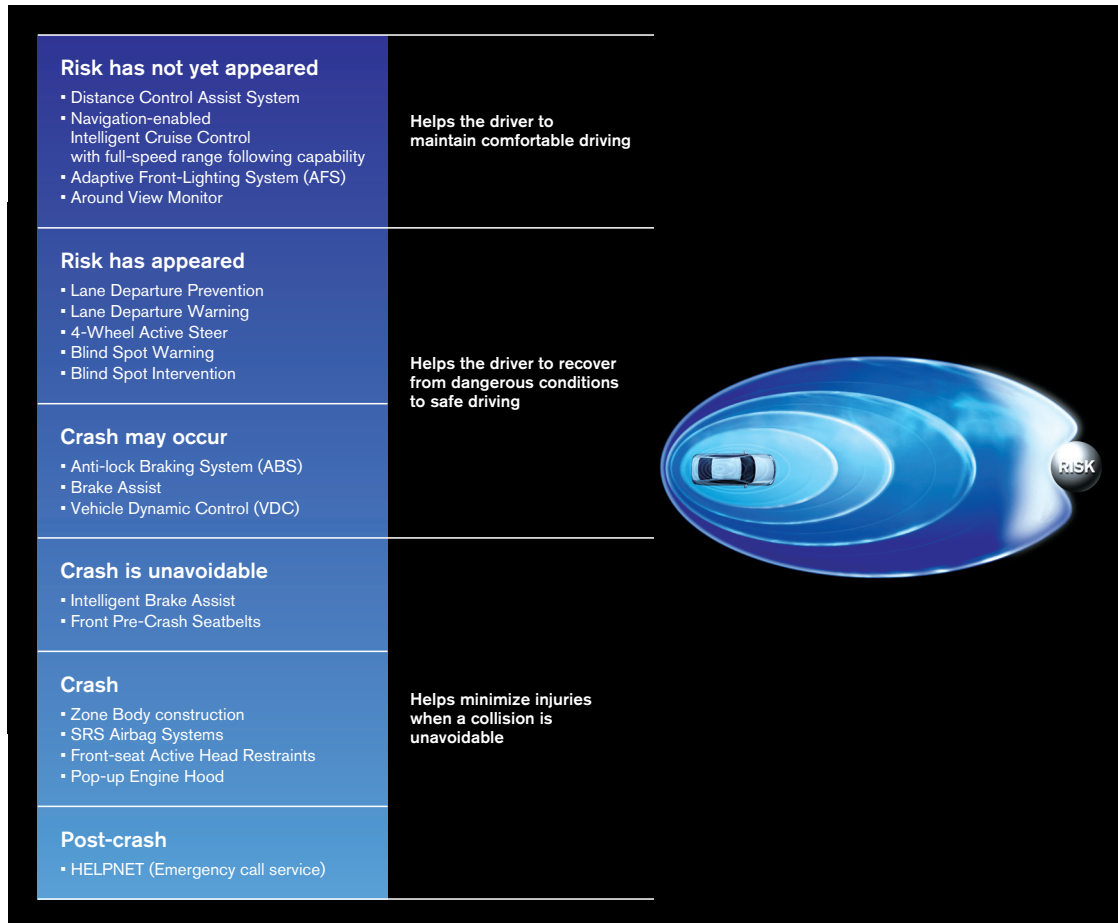 Risk has not yet appeared
▪ Distance Control Assist System
▪ Navigation-enabled
Intelligent Cruise Control
with full-speed range following capability
▪ Adaptive Front-Lighting System (AFS)
▪ Around View Monitor
Helps the driver to
maintain comfortable driving
Risk has appeared
▪ Lane Departure Prevention
▪ Lane Departure Warning
▪ 4-Wheel Active Steer
▪ Blind Spot Warning
▪ Blind Spot Intervention
Crash may occur
▪ Anti-lock Braking System (ABS)
▪ Brake Assist
▪ Vehicle Dynamic Control (VDC)
Helps the driver to recover
from dangerous conditions
to safe driving
Crash is unavoidable
▪ Intelligent Brake Assist
▪ Front Pre-Crash Seatbelts
Crash
▪ Zone Body construction
▪ SRS Airbag Systems
▪ Front-seat Active Head Restraints
▪ Pop-up Engine Hood
Post-crash
▪ HELPNET (Emergency call service)
Helps minimize injuries
when a collision is
unavoidable
RISK